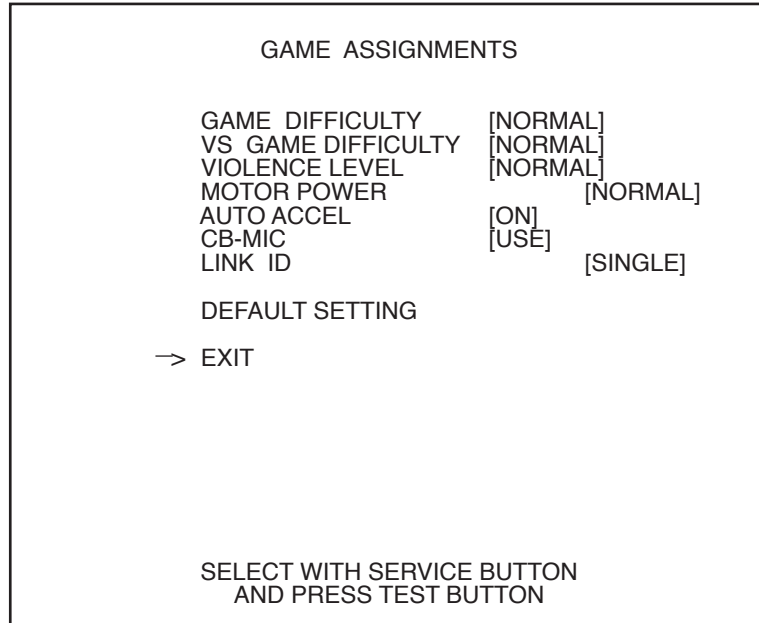 GAME ASSIGNMENTS
GAME DIFFICULTY [NORMAL]
VS GAME DIFFICULTY [NORMAL]
VIOLENCE LEVEL [NORMAL]
MOTOR POWER [NORMAL]
AUTO ACCEL [ON]
CB-MIC [USE]
LINK ID [SINGLE]
DEFAULT SETTING
—> EXIT
SELECT WITH SERVICE BUTTON
AND PRESS TEST BUTTON